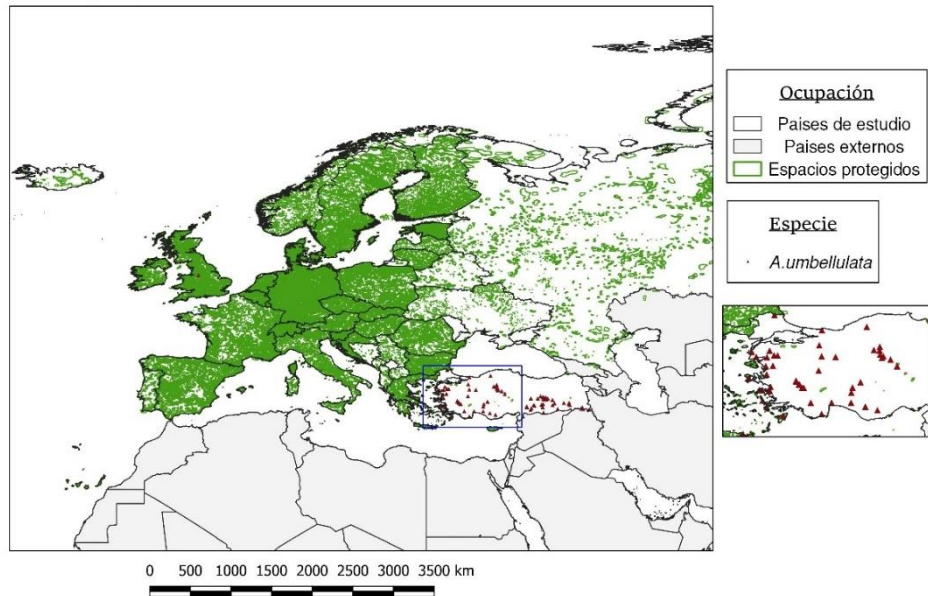 Ocupación
Paises de estudio
Paises externos
Espacios protegidos
Especie
A.umbellulata
0 500 1000 1500 2000 2500 3000 3500 km